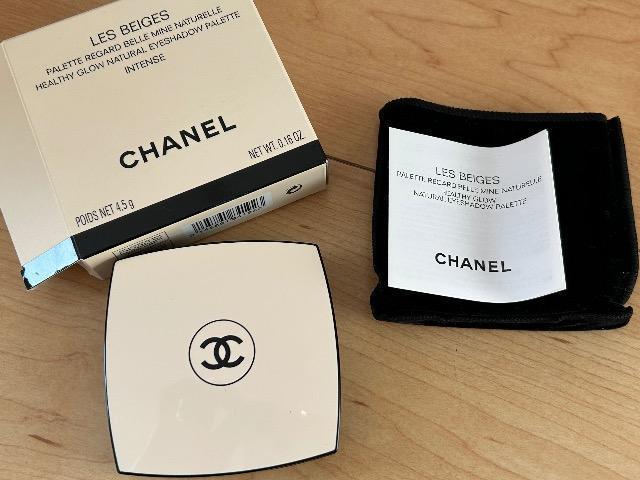 LES BEIGES
PALETTE REGARD BELLE MINE NATURELLE
HEALTHY GLOW NATURAL EYESHADOW PALETTE
INTENSE
CHANEL
POIDS NET 4,5 g
NET WT. 0.16 OZ.
LES BEIGES
PALETTE REGARD BELLE MINE NATURELLE
HEALTHY GLOW
NATURAL EYESHADOW PALETTE
CHANEL